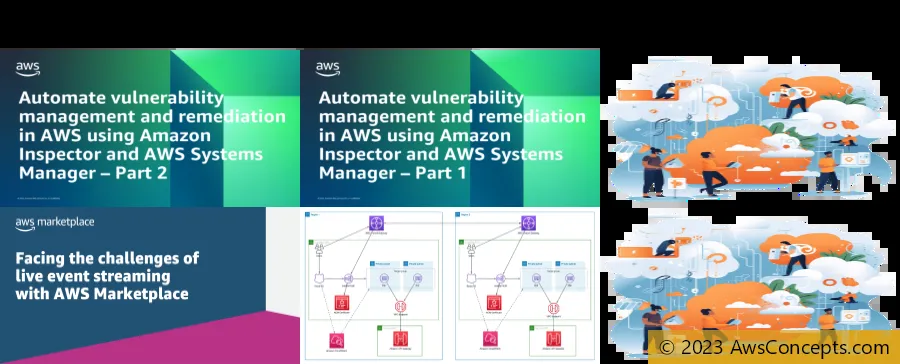 aws
Automate vulnerability
management and remediation
in AWS using Amazon
Inspector and AWS Systems
Manager – Part 2
aws
Automate vulnerability
management and remediation
in AWS using Amazon
Inspector and AWS Systems
Manager – Part 1
aws marketplace
Facing the challenges of
live event streaming
with AWS Marketplace
© 2023 AwsConcepts.com